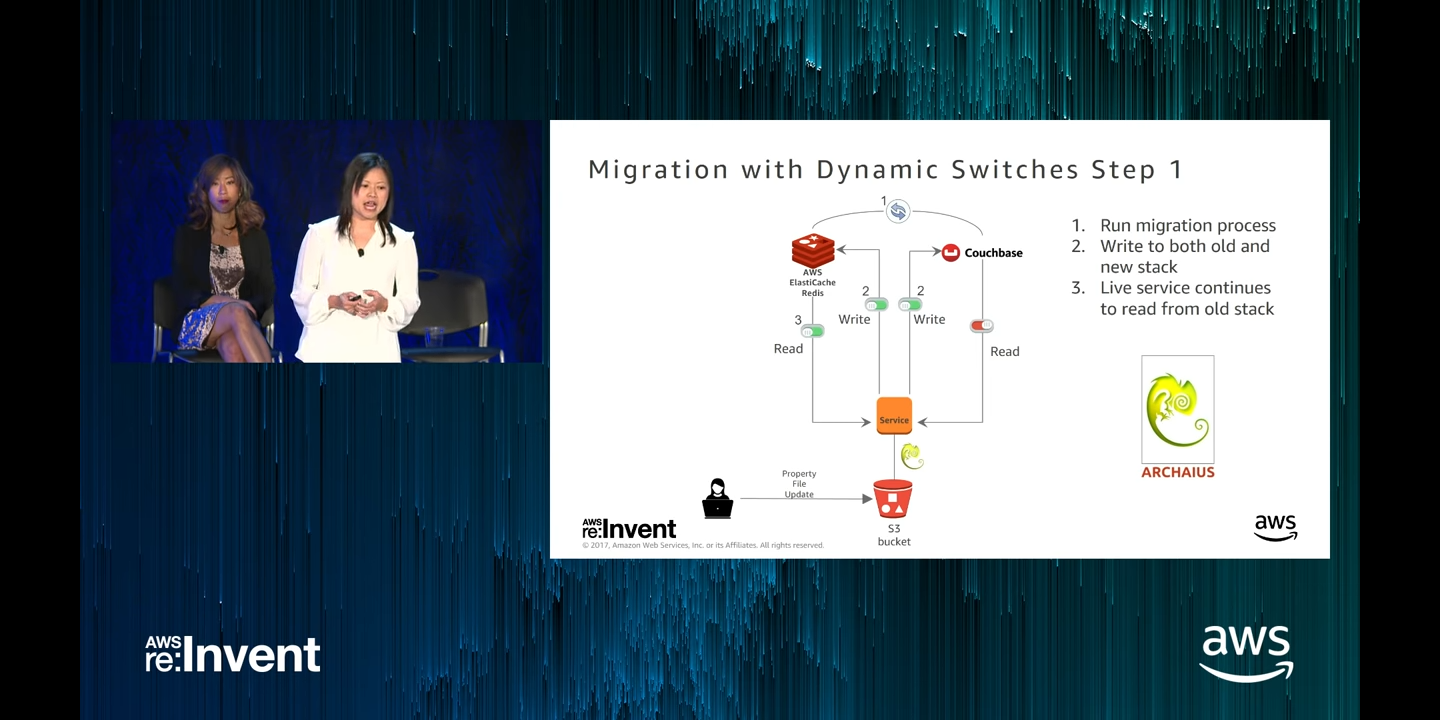 Migration with Dynamic Switches Step 1
1
AWS
ElastiCache
Redis
Couchbase
2
2
Write
Write
3
Read
Read
Service
Property
File
Update
S3
bucket
1. Run migration process
2. Write to both old and
new stack
3. Live service continues
to read from old stack
ARCHAIUS
AWS
re:Invent
© 2017, Amazon Web Services, Inc. or its Affiliates. All rights reserved.
aws
AWS
re:Invent
aws